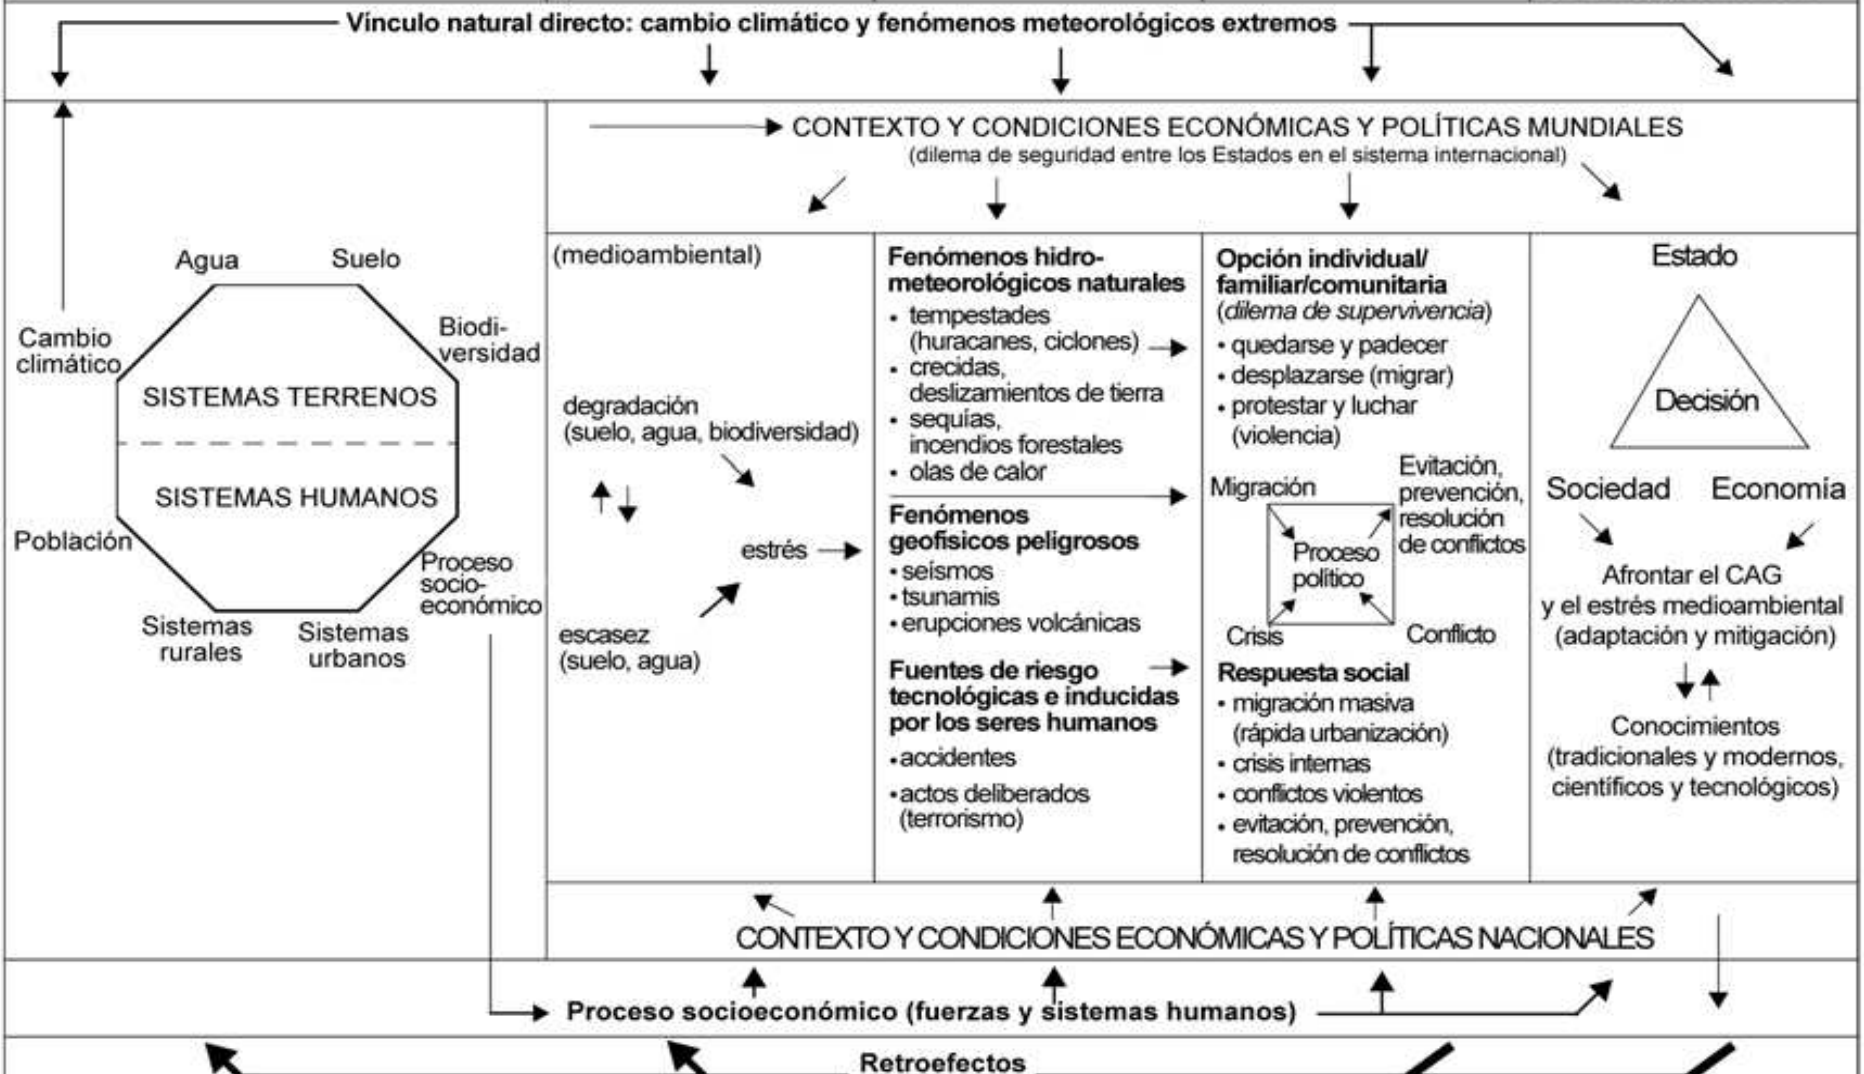 Vínculo natural directo: cambio climático y fenómenos meteorológicos extremos
CONTEXTO Y CONDICIONES ECONÓMICAS Y POLÍTICAS MUNDIALES
(dilema de seguridad entre los Estados en el sistema internacional)
Agua
Suelo
Cambio
climático
Biodi-
versidad
SISTEMAS TERRENOS
SISTEMAS HUMANOS
Población
Proceso
socio-
económico
Sistemas
rurales
Sistemas
urbanos
(medioambiental)
degradación
(suelo, agua, biodiversidad)
estrés
escasez
(suelo, agua)
Fenómenos hidro-
meteorológicos naturales
• tempestades
(huracanes, ciclones)
• crecidas,
deslizamientos de tierra
• sequías,
incendios forestales
• olas de calor
Fenómenos
geofísicos peligrosos
• seísmos
• tsunamis
• erupciones volcánicas
Fuentes de riesgo
tecnológicas e inducidas
por los seres humanos
• accidentes
• actos deliberados
(terrorismo)
Opción individual/
familiar/comunitaria
(dilema de supervivencia)
• quedarse y padecer
• desplazarse (migrar)
• protestar y luchar
(violencia)
Migración
Evitación,
prevención,
resolución
de conflictos
Proceso
político
Crisis
Conflicto
Respuesta social
• migración masiva
(rápida urbanización)
• crisis internas
• conflictos violentos
• evitación, prevención,
resolución de conflictos
Estado
Decisión
Sociedad
Economía
Afrontar el CAG
y el estrés medioambiental
(adaptación y mitigación)
Conocimientos
(tradicionales y modernos,
científicos y tecnológicos)
CONTEXTO Y CONDICIONES ECONÓMICAS Y POLÍTICAS NACIONALES
Proceso socioeconómico (fuerzas y sistemas humanos)
Retroefectos